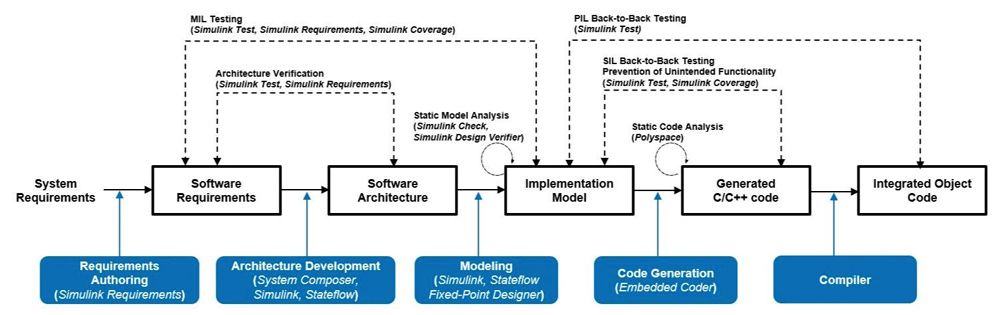 MIL Testing
(Simulink Test, Simulink Requirements, Simulink Coverage)
PIL Back-to-Back Testing
(Simulink Test)
Architecture Verification
(Simulink Test, Simulink Requirements)
SIL Back-to-Back Testing
Prevention of Unintended Functionality
(Simulink Test, Simulink Coverage)
Static Model Analysis
(Simulink Check,
Simulink Design Verifier)
Static Code Analysis
(Polyspace)
System
Requirements
Software
Requirements
Software
Architecture
Implementation
Model
Generated
C/C++ code
Integrated Object
Code
Requirements
Authoring
(Simulink Requirements)
Architecture Development
(System Composer,
Simulink, Stateflow)
Modeling
(Simulink, Stateflow
Fixed-Point Designer)
Code Generation
(Embedded Coder)
Compiler